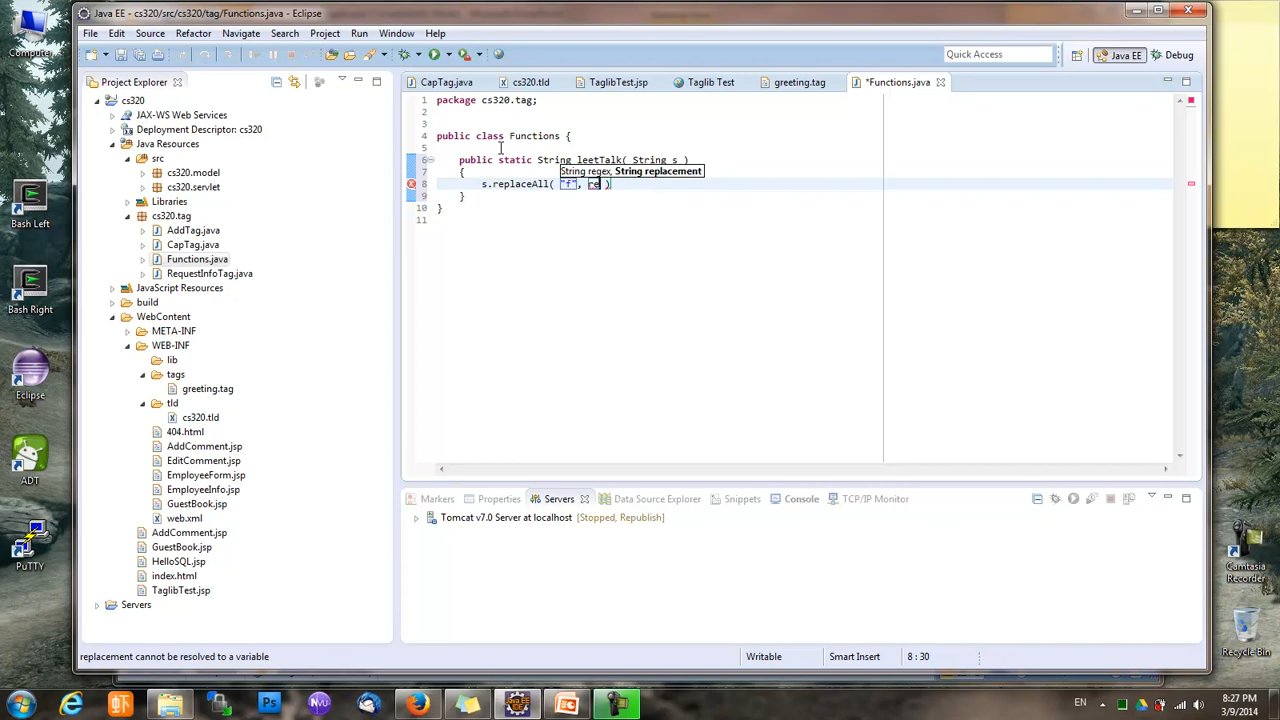 Java EE - cs320/src/cs320/tag/Functions.java - Eclipse
File Edit Source Refactor Navigate Search Project Run Window Help
Quick Access
Java EE
Debug
Project Explorer
CapTag.java
cs320.tld
TaglibTest.jsp
Taglib Test
greeting.tag
*Functions.java
cs320
JAX-WS Web Services
Deployment Descriptor: cs320
Java Resources
src
cs320.model
cs320.servlet
Libraries
cs320.tag
AddTag.java
CapTag.java
Functions.java
RequestInfoTag.java
JavaScript Resources
build
WebContent
META-INF
WEB-INF
lib
tags
greeting.tag
tld
cs320.tld
404.html
AddComment.jsp
EditComment.jsp
EmployeeForm.jsp
EmployeeInfo.jsp
GuestBook.jsp
web.xml
AddComment.jsp
GuestBook.jsp
HelloSQL.jsp
index.html
TaglibTest.jsp
Servers
1 package cs320.tag;
2
3
4 public class Functions {
5
6 public static String leetTalk( String s )
7 {
String regex, String replacement
8 s.replaceAll( "f", re )
9 }
10 }
11
Markers
Properties
Servers
Data Source Explorer
Snippets
Console
TCP/IP Monitor
Tomcat v7.0 Server at localhost [Stopped, Republish]
replacement cannot be resolved to a variable
Writable
Smart Insert
8 : 30
Computer
Bash Left
Bash Right
Eclipse
ADT
PuTTY
Camtasia
Recorder
Recycle Bin
EN
8:27 PM
3/9/2014